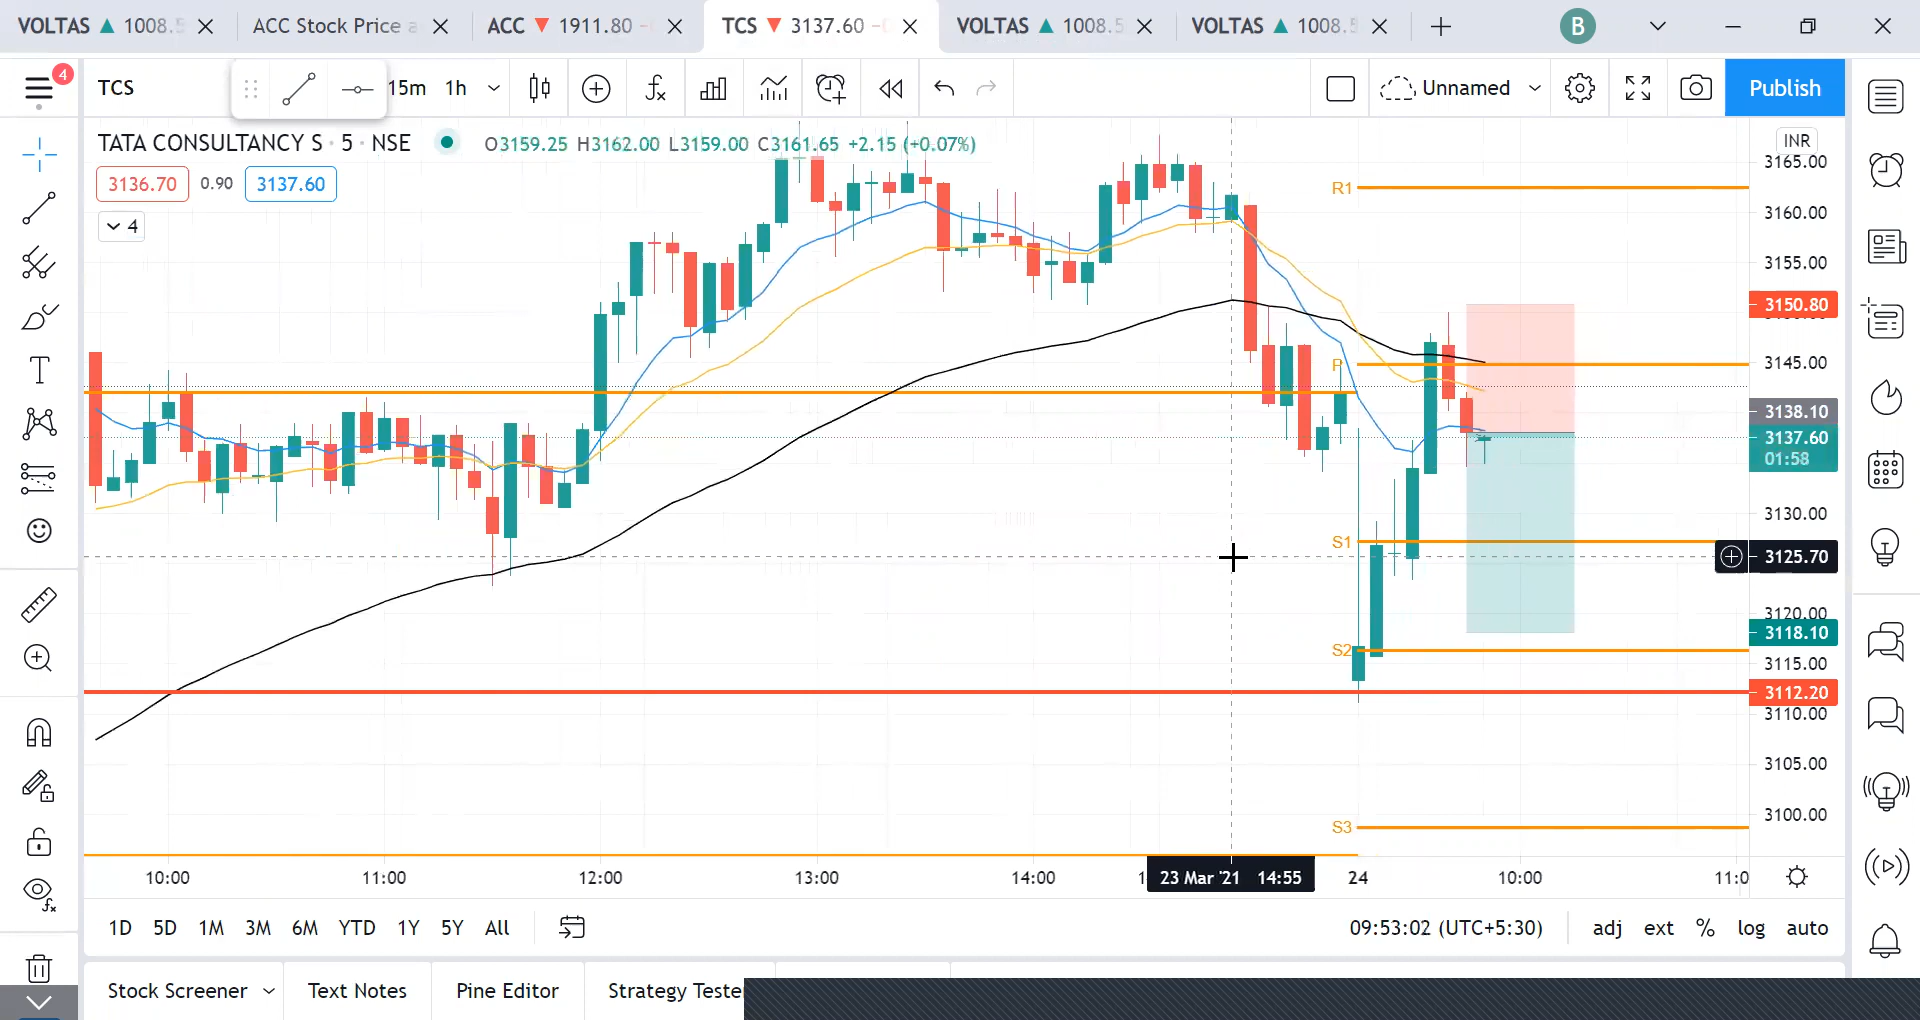 VOLTAS ▲ 1008.5
ACC Stock Price a
ACC ▼ 1911.80
TCS ▼ 3137.60
VOLTAS ▲ 1008.5
VOLTAS ▲ 1008.5
B
4
TCS
15m
1h
Unnamed
Publish
TATA CONSULTANCY S · 5 · NSE
O3159.25 H3162.00 L3159.00 C3161.65 +2.15 (+0.07%)
INR
3136.70
0.90
3137.60
4
3165.00
R1
3160.00
3155.00
3150.80
P
3145.00
3138.10
3137.60
01:58
3130.00
S1
3125.70
3120.00
3118.10
S2
3115.00
3112.20
3110.00
3105.00
3100.00
S3
10:00
11:00
12:00
13:00
14:00
23 Mar '21 14:55
24
10:00
11:0
1D 5D 1M 3M 6M YTD 1Y 5Y All
09:53:02 (UTC+5:30)
adj ext % log auto
Stock Screener
Text Notes
Pine Editor
Strategy Tester